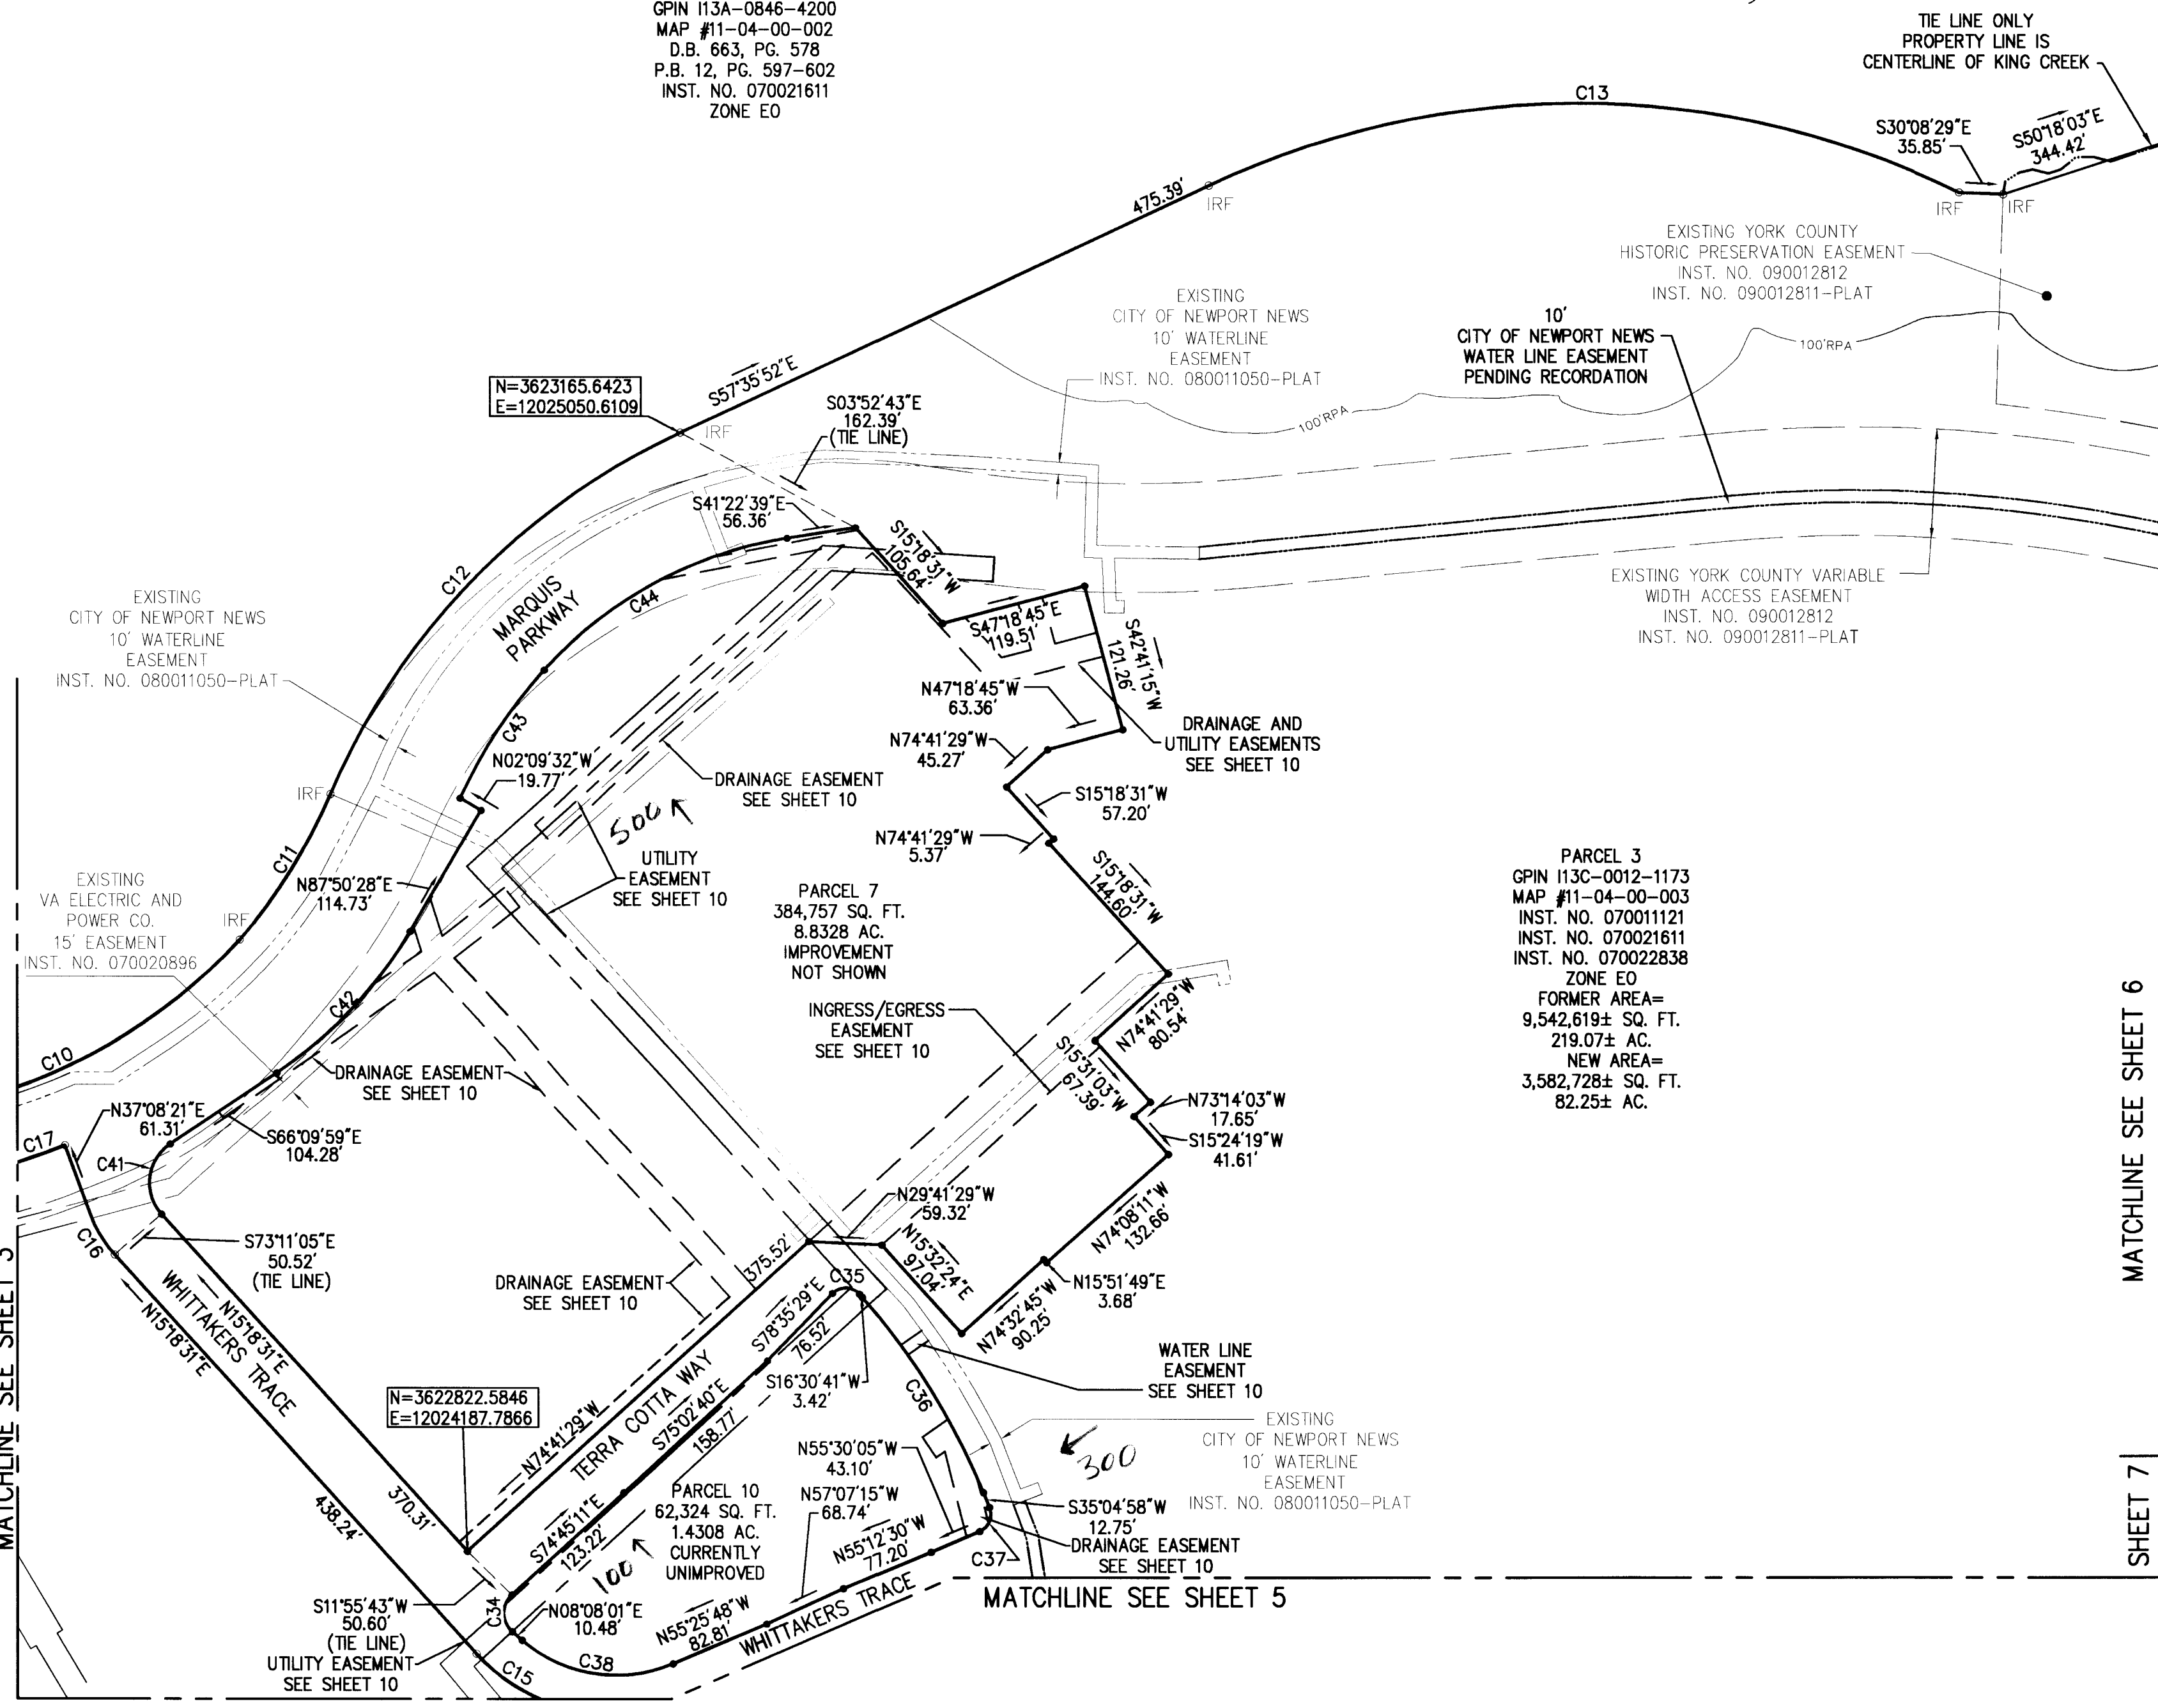 GPIN I13A-0846-4200
MAP #11-04-00-002
D.B. 663, PG. 578
P.B. 12, PG. 597-602
INST. NO. 070021611
ZONE EO
TIE LINE ONLY
PROPERTY LINE IS
CENTERLINE OF KING CREEK
C13
S30°08'29"E
35.85'
S50°18'03"E
344.42'
475.39'
IRF
IRF
IRF
EXISTING YORK COUNTY
HISTORIC PRESERVATION EASEMENT
INST. NO. 090012812
INST. NO. 090012811-PLAT
EXISTING
CITY OF NEWPORT NEWS
10' WATERLINE
EASEMENT
INST. NO. 080011050-PLAT
10'
CITY OF NEWPORT NEWS
WATER LINE EASEMENT
PENDING RECORDATION
100'RPA
100'RPA
S57°35'52"E
N=3623165.6423
E=12025050.6109
IRF
S03°52'43"E
162.39'
(TIE LINE)
S41°22'39"E
56.36'
S15°18'31"W
105.64'
C12
MARQUIS
PARKWAY
C44
S47°18'45"E
119.51'
S42°41'15"W
121.26'
EXISTING YORK COUNTY VARIABLE
WIDTH ACCESS EASEMENT
INST. NO. 090012812
INST. NO. 090012811-PLAT
EXISTING
CITY OF NEWPORT NEWS
10' WATERLINE
EASEMENT
INST. NO. 080011050-PLAT
N47°18'45"W
63.36'
C43
N74°41'29"W
45.27'
DRAINAGE AND
UTILITY EASEMENTS
SEE SHEET 10
N02°09'32"W
19.77'
DRAINAGE EASEMENT
SEE SHEET 10
IRF
500
S15°18'31"W
57.20'
N74°41'29"W
5.37'
C11
UTILITY
EASEMENT
SEE SHEET 10
S15°18'31"W
144.60'
PARCEL 3
GPIN I13C-0012-1173
MAP #11-04-00-003
INST. NO. 070011121
INST. NO. 070021611
INST. NO. 070022838
ZONE EO
FORMER AREA=
9,542,619± SQ. FT.
219.07± AC.
NEW AREA=
3,582,728± SQ. FT.
82.25± AC.
EXISTING
VA ELECTRIC AND
POWER CO.
15' EASEMENT
INST. NO. 070020896
N87°50'28"E
114.73'
IRF
PARCEL 7
384,757 SQ. FT.
8.8328 AC.
IMPROVEMENT
NOT SHOWN
C42
INGRESS/EGRESS
EASEMENT
SEE SHEET 10
N74°41'29"W
80.54'
S15°31'03"W
67.39'
MATCHLINE SEE SHEET 6
C10
DRAINAGE EASEMENT
SEE SHEET 10
N37°08'21"E
61.31'
N73°14'03"W
17.65'
S15°24'19"W
41.61'
C17
S66°09'59"E
104.28'
C41
C16
S73°11'05"E
50.52'
(TIE LINE)
N29°41'29"W
59.32'
N74°08'11"W
132.66'
N15°32'24"E
97.04'
MATCHLINE SEE SHEET 3
WHITTAKERS TRACE
N15°18'31"E
N15°18'31"E
DRAINAGE EASEMENT
SEE SHEET 10
375.52'
C35
N15°51'49"E
3.68'
S78°35'29"E
76.52'
N74°32'45"W
90.25'
N=3622822.5846
E=12024187.7866
TERRA COTTA WAY
S16°30'41"W
3.42'
WATER LINE
EASEMENT
SEE SHEET 10
C36
S75°02'40"E
158.77'
N74°41'29"W
EXISTING
CITY OF NEWPORT NEWS
10' WATERLINE
EASEMENT
INST. NO. 080011050-PLAT
300
N55°30'05"W
43.10'
438.24'
370.31'
PARCEL 10
62,324 SQ. FT.
1.4308 AC.
CURRENTLY
UNIMPROVED
N57°07'15"W
68.74'
S35°04'58"W
12.75'
S74°45'11"E
123.22'
100
N55°12'30"W
77.20'
DRAINAGE EASEMENT
SEE SHEET 10
C37
SHEET 7
MATCHLINE SEE SHEET 5
S11°55'43"W
50.60'
(TIE LINE)
C34
N08°08'01"E
10.48'
UTILITY EASEMENT
SEE SHEET 10
N55°25'48"W
82.81'
WHITTAKERS TRACE
C38
C15